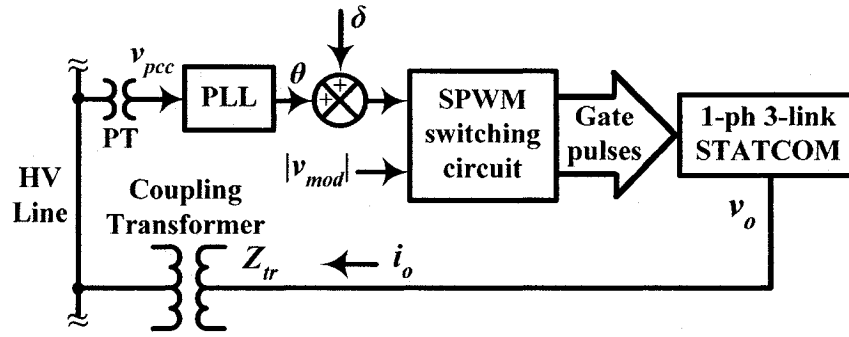 δ
v_pcc
θ
PLL
+
+
PT
SPWM
switching
circuit
Gate
pulses
1-ph 3-link
STATCOM
|v_mod|
HV
Line
Coupling
Transformer
v_o
Z_tr
i_o